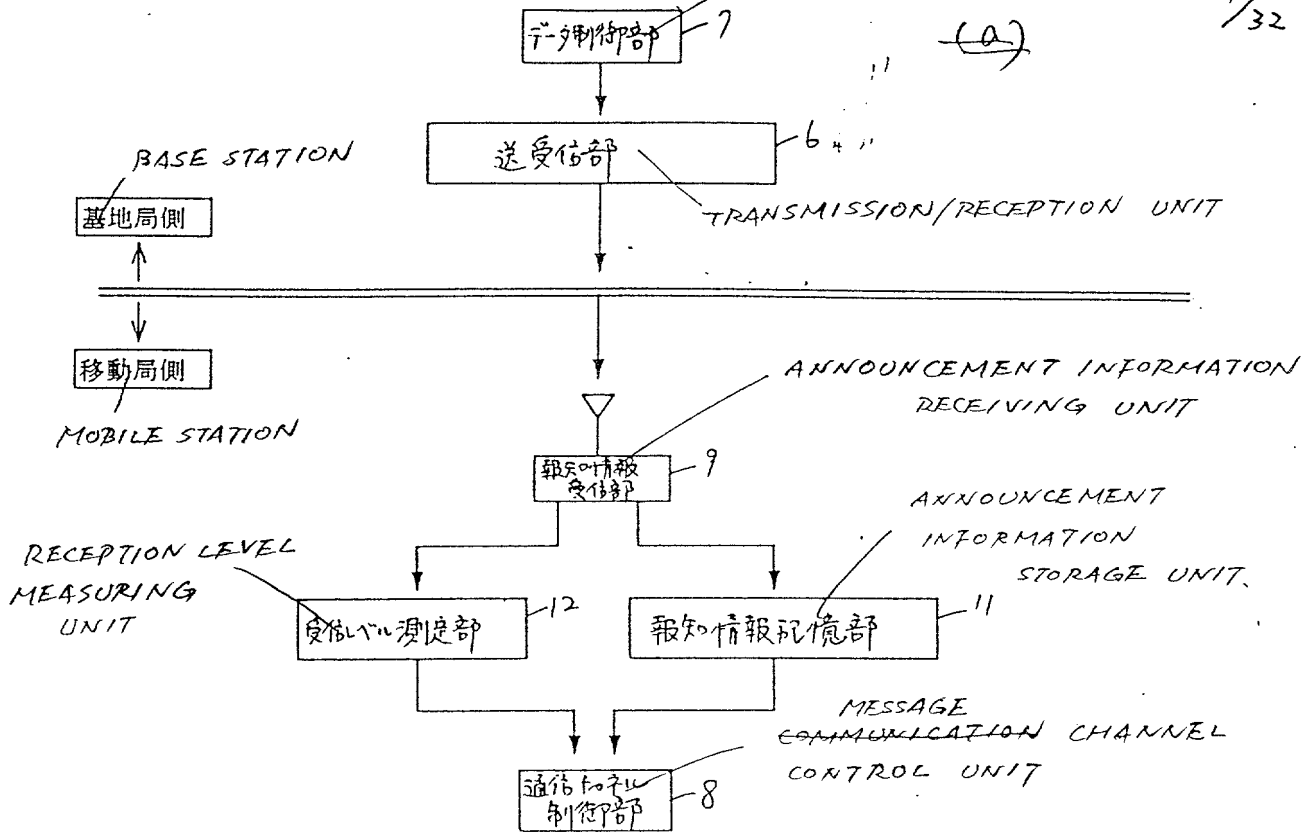 データ制御部
7
(a)
7/32
送受信部
6
BASE STATION
基地局側
TRANSMISSION/RECEPTION UNIT
移動局側
MOBILE STATION
ANNOUNCEMENT INFORMATION
RECEIVING UNIT
報知情報
受信部
9
ANNOUNCEMENT
INFORMATION
STORAGE UNIT
RECEPTION LEVEL
MEASURING
UNIT
受信レベル測定部
12
報知情報記憶部
11
MESSAGE
COMMUNICATION CHANNEL
CONTROL UNIT
通信チャネル
制御部
8